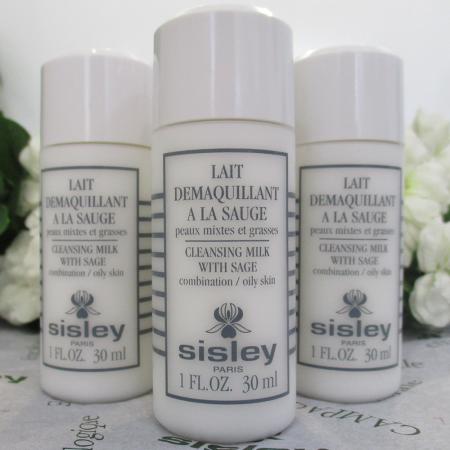 LAIT
DEMAQUILLANT
A LA SAUGE
peaux mixtes et grasses
CLEANSING MILK
WITH SAGE
combination / oily skin
sisley
PARIS
1 FL.OZ. 30 ml
LAIT
DEMAQUILLANT
A LA SAUGE
peaux mixtes et grasses
CLEANSING MILK
WITH SAGE
combination / oily skin
sisley
PARIS
1 FL.OZ. 30 ml
LAIT
DEMAQUILLANT
A LA SAUGE
peaux mixtes et grasses
CLEANSING MILK
WITH SAGE
combination / oily skin
sisley
PARIS
1 FL.OZ. 30 ml
sisley